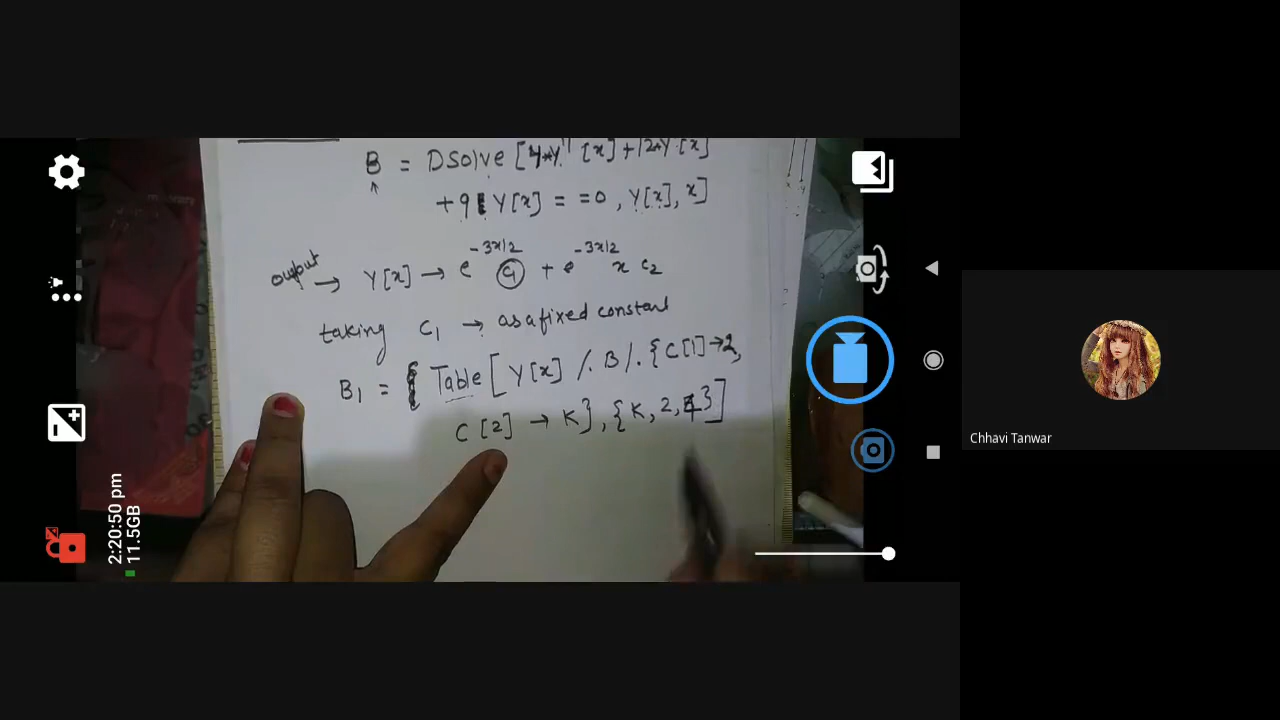 B = DSolve [4*y'' [x] + 12*y' [x]
+ 9 Y[x] = = 0 , Y[x], x]
output → Y[x] → e^-3x/2 C1 + e^-3x/2 x C2
taking C1 → as a fixed constant
B1 = Table [ Y[x] /. B /. {C[1] → 2,
C [2] → K} , {K, 2, 4}]
2:20:50 pm
11.5GB
Chhavi Tanwar